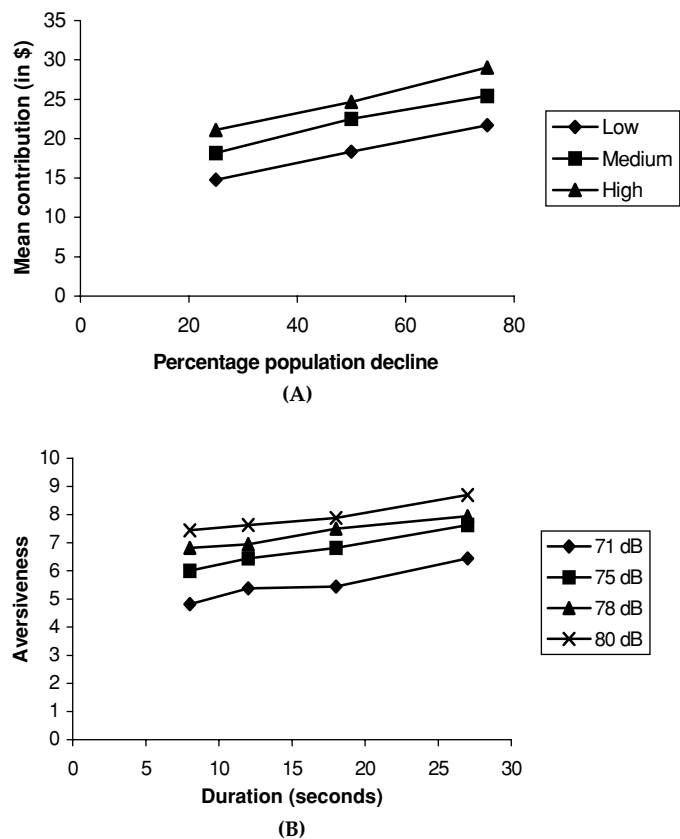 35
30
25
20
15
10
5
0
Mean contribution (in $)
0 20 40 60 80
Percentage population decline
Low
Medium
High
(A)
10
9
8
7
6
5
4
3
2
1
0
Aversiveness
0 5 10 15 20 25 30
Duration (seconds)
71 dB
75 dB
78 dB
80 dB
(B)